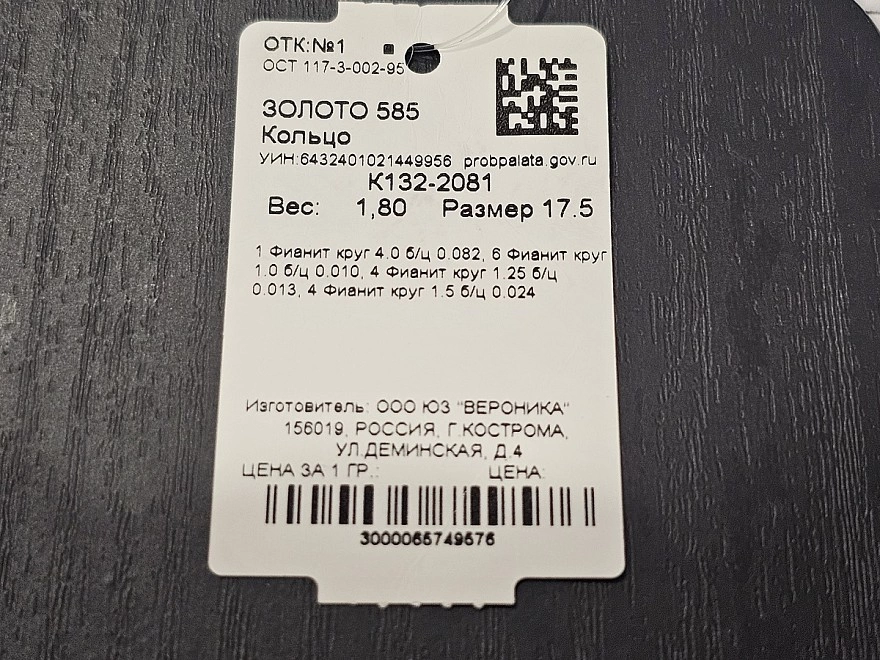 ОТК:№1
ОСТ 117-3-002-95
ЗОЛОТО 585
Кольцо
УИН:6432401021449956 probpalata.gov.ru
К132-2081
Вес: 1,80 Размер 17.5
1 Фианит круг 4.0 б/ц 0.082, 6 Фианит круг
1.0 б/ц 0.010, 4 Фианит круг 1.25 б/ц
0.013, 4 Фианит круг 1.5 б/ц 0.024
Изготовитель: ООО ЮЗ "ВЕРОНИКА"
156019, РОССИЯ, Г.КОСТРОМА,
УЛ.ДЕМИНСКАЯ, Д.4
ЦЕНА ЗА 1 ГР.: ЦЕНА:
3000065749576